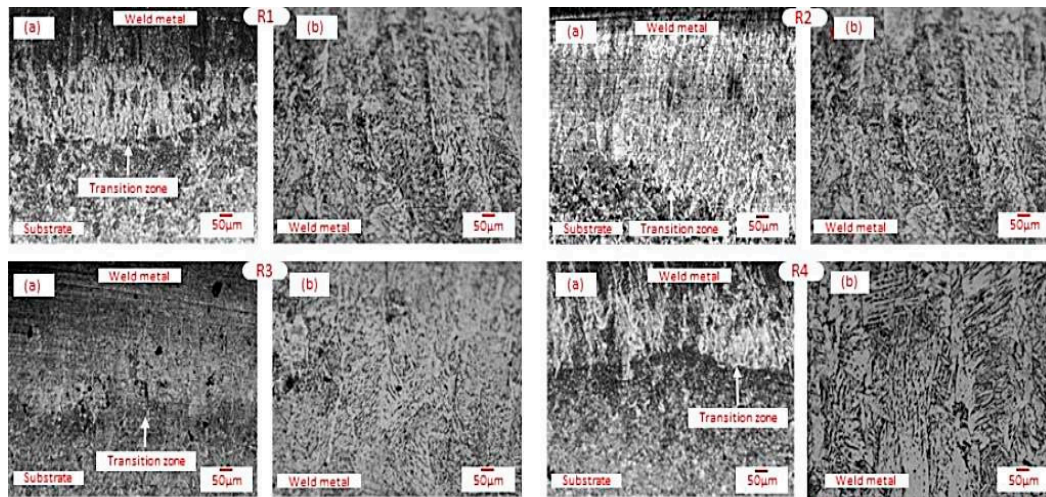 R1
(a)
Weld metal
(b)
Transition zone
Substrate
50μm
Weld metal
50μm
R2
(a)
Weld metal
(b)
Substrate
Transition zone
50μm
Weld metal
50μm
R3
(a)
Weld metal
(b)
Transition zone
Substrate
50μm
Weld metal
50μm
R4
(a)
Weld metal
(b)
Transition zone
Substrate
50μm
Weld metal
50μm